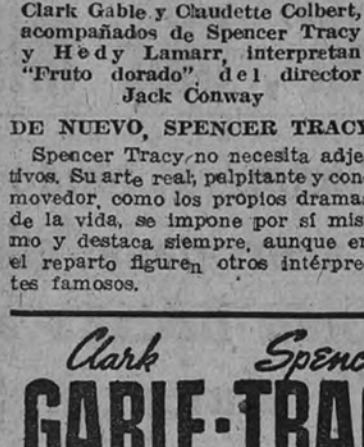 Clark Gable y Claudette Colbert,
acompañados de Spencer Tracy
y Hedy Lamarr, interpretan
"Fruto dorado", del director
Jack Conway
DE NUEVO, SPENCER TRACY
Spencer Tracy no necesita adje
tivos. Su arte real, palpitante y con
movedor, como los propios drama
de la vida, se impone por sí mis
mo y destaca siempre, aunque en
el reparto figuren otros intérpre
tes famosos.
Clark Spenc
GABLE-TRAC